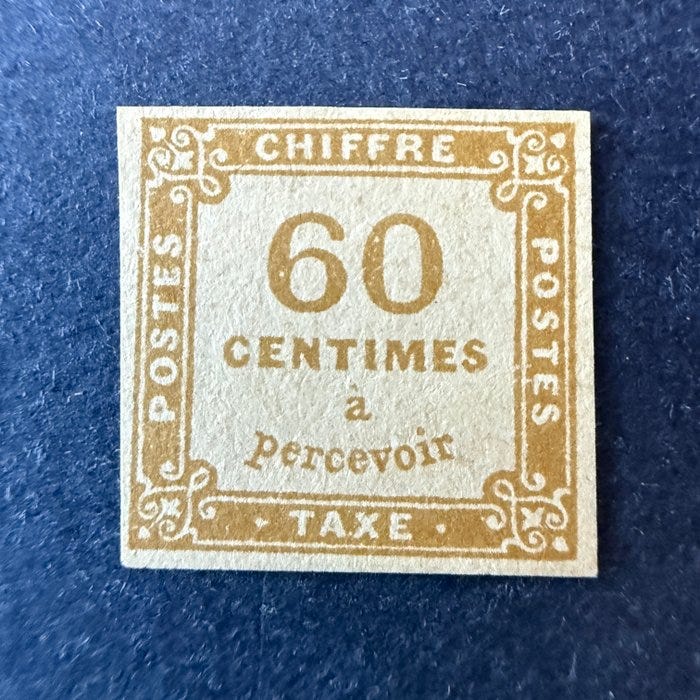 CHIFFRE
POSTES
60
CENTIMES
à
percevoir
POSTES
· TAXE ·